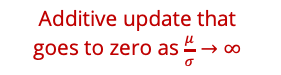 Additive update that
goes to zero as μ/σ → ∞